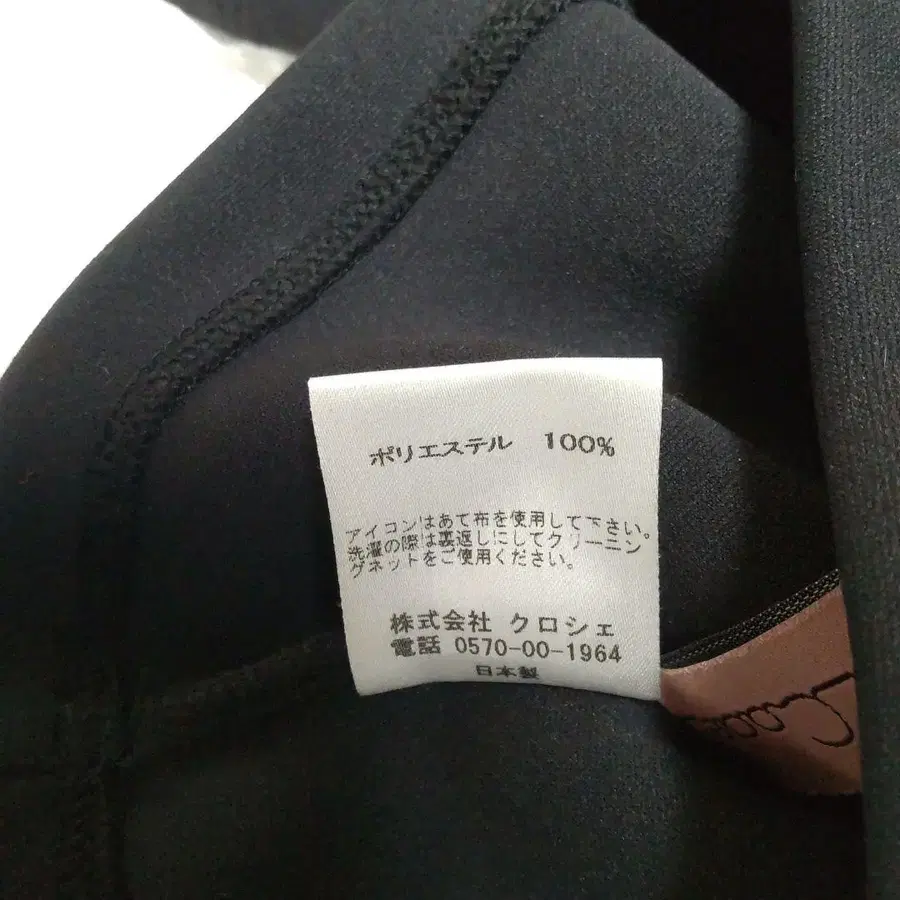 ポリエステル 100%
アイロンはあて布を使用して下さい。
洗濯の際は裏返しにしてクリーニン
グネットをご使用ください。
株式会社 クロシェ
電話 0570-00-1964
日本製